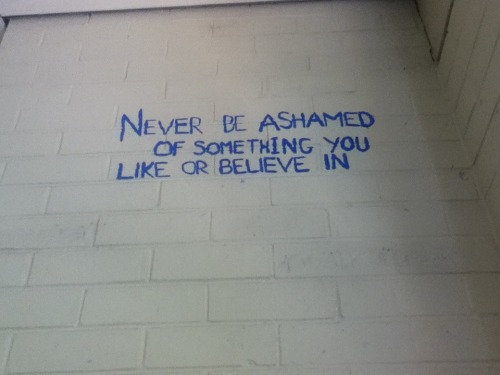 NEVER BE ASHAMED
OF SOMETHING YOU
LIKE OR BELIEVE IN